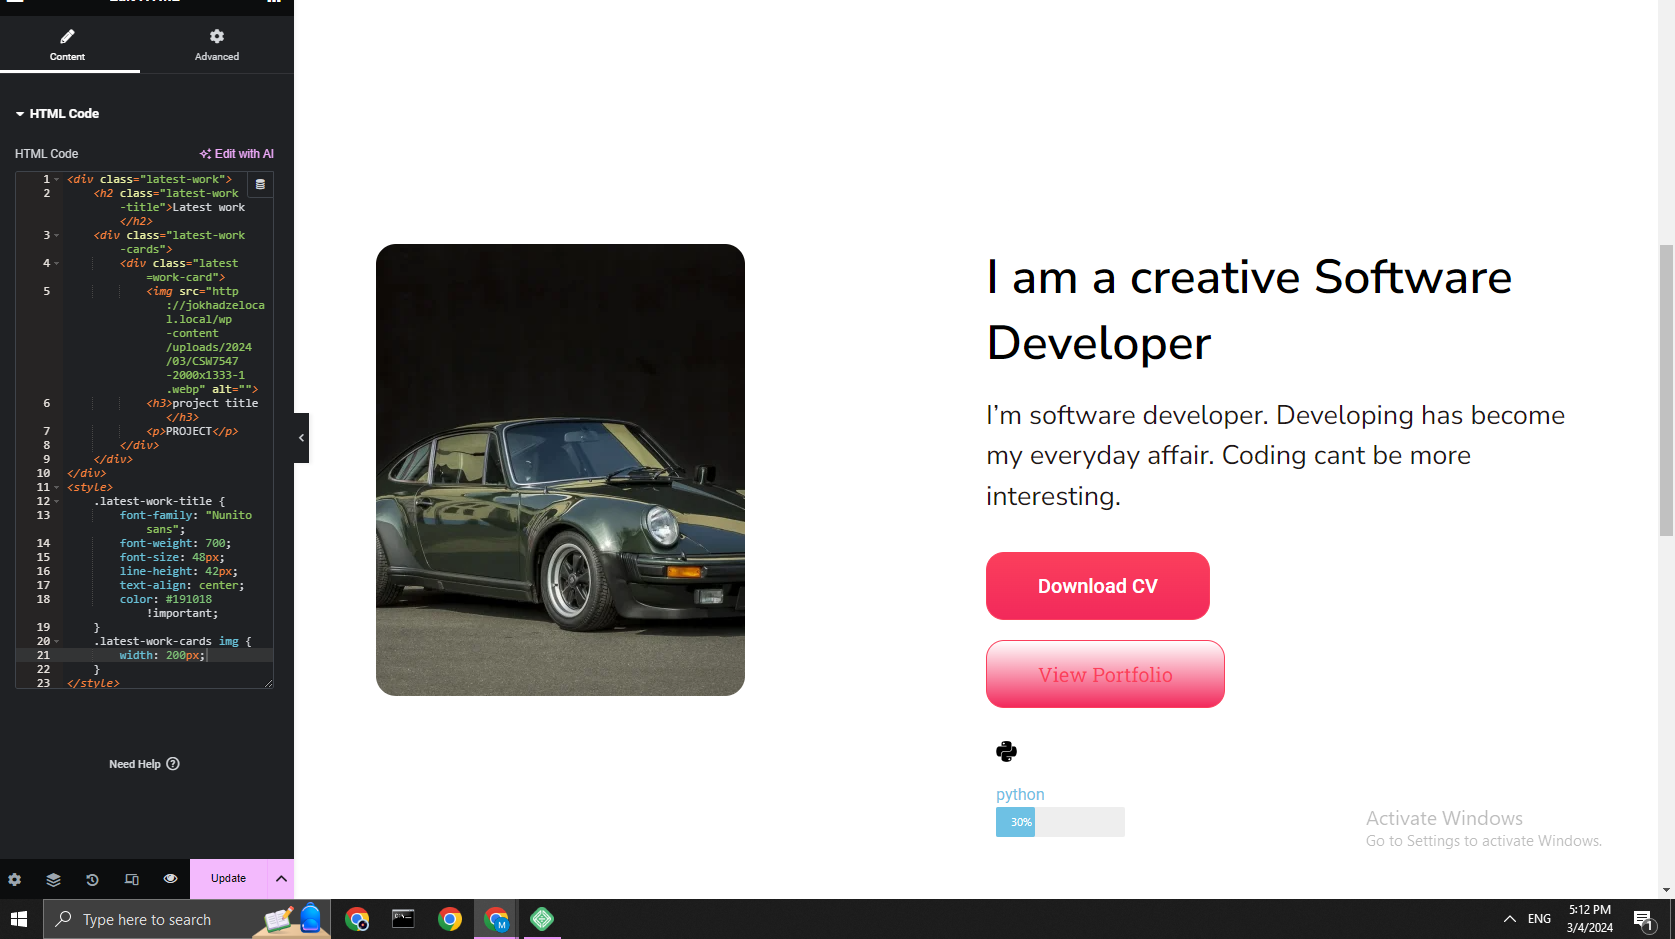 Content
Advanced
HTML Code
HTML Code
Edit with AI
1 <div class="latest-work">
2 <h2 class="latest-work
-title">Latest work
</h2>
3 <div class="latest-work
-cards">
4 <div class="latest
=work-card">
5 <img src="http
://jokhadzeloca
l.local/wp
-content
/uploads/2024
/03/CSW7547
-2000x1333-1
.webp" alt="">
6 <h3>project title
</h3>
7 <p>PROJECT</p>
8 </div>
9 </div>
10 </div>
11 <style>
12 .latest-work-title {
13 font-family: "Nunito
sans";
14 font-weight: 700;
15 font-size: 48px;
16 line-height: 42px;
17 text-align: center;
18 color: #191018
!important;
19 }
20 .latest-work-cards img {
21 width: 200px;
22 }
23 </style>
Need Help ?
Update
I am a creative Software
Developer
I’m software developer. Developing has become
my everyday affair. Coding cant be more
interesting.
Download CV
View Portfolio
python
30%
Activate Windows
Go to Settings to activate Windows.
Type here to search
M
ENG
5:12 PM
3/4/2024
1